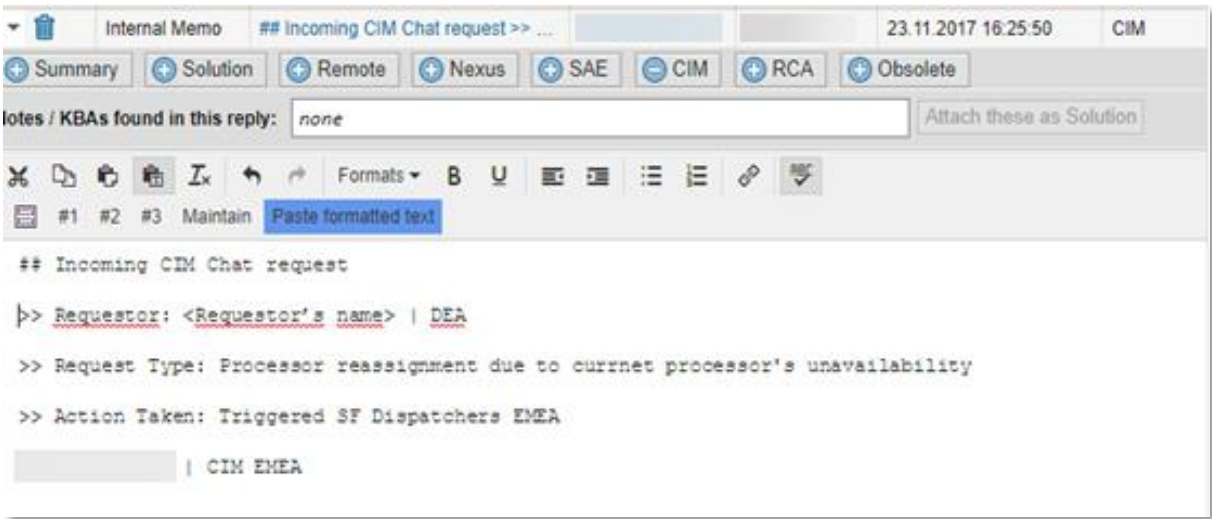 Internal Memo ## Incoming CIM Chat request >> ... 23.11.2017 16:25:50 CIM
Summary Solution Remote Nexus SAE CIM RCA Obsolete
lotes / KBAs found in this reply: none Attach these as Solution
Formats B U
#1 #2 #3 Maintain Paste formatted text
## Incoming CIM Chat request
>> Requestor: <Requestor's name> | DEA
>> Request Type: Processor reassignment due to currnet processor's unavailability
>> Action Taken: Triggered SF Dispatchers EMEA
| CIM EMEA